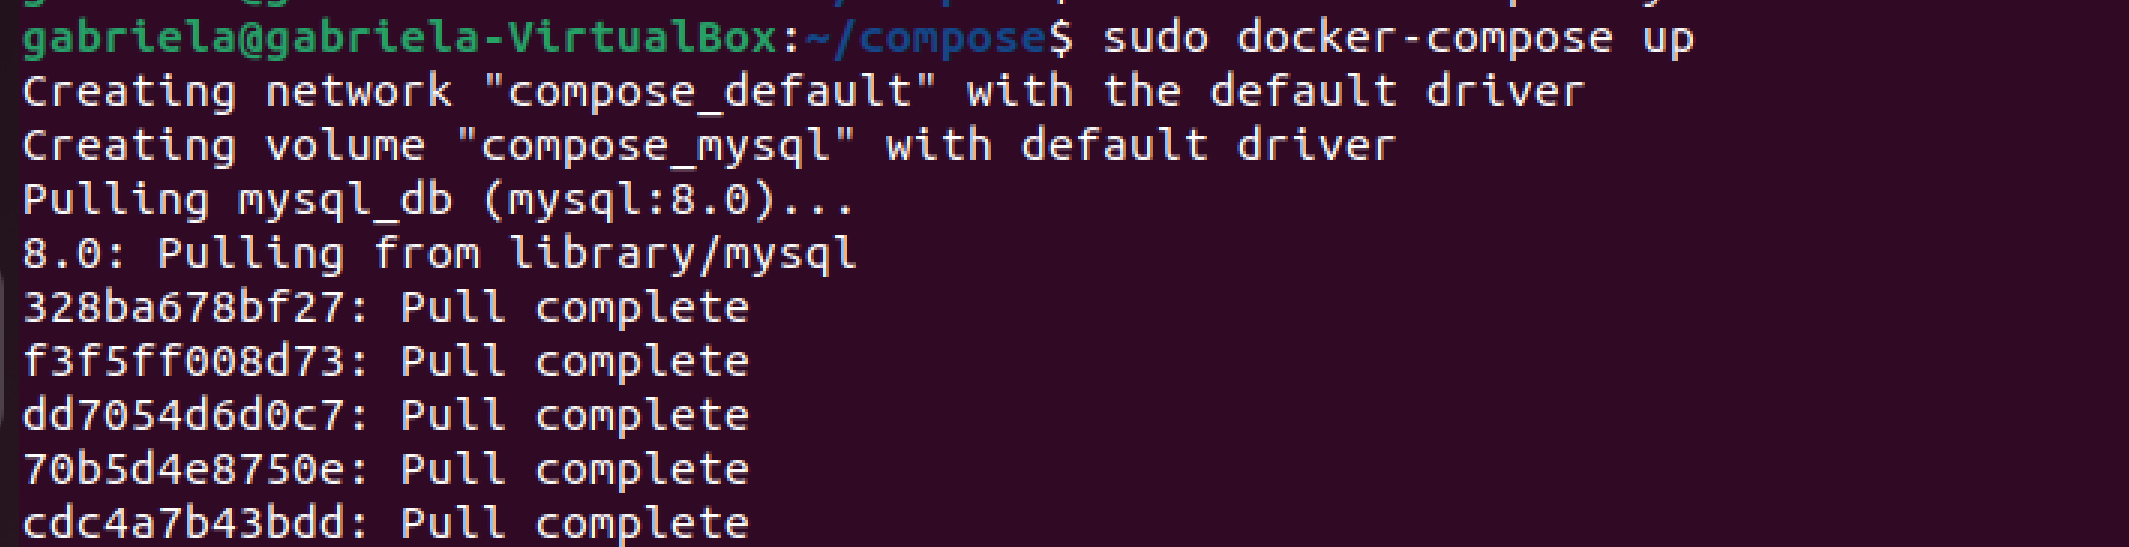 gabriela@gabriela-VirtualBox:~/compose$ sudo docker-compose up
Creating network "compose_default" with the default driver
Creating volume "compose_mysql" with default driver
Pulling mysql_db (mysql:8.0)...
8.0: Pulling from library/mysql
328ba678bf27: Pull complete
f3f5ff008d73: Pull complete
dd7054d6d0c7: Pull complete
70b5d4e8750e: Pull complete
cdc4a7b43bdd: Pull complete